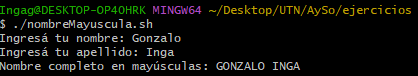 Ingag@DESKTOP-OP4OHRK MINGW64 ~/Desktop/UTN/AySo/ejercicios
$ ./nombreMayuscula.sh
Ingresá tu nombre: Gonzalo
Ingresá tu apellido: Inga
Nombre completo en mayúsculas: GONZALO INGA